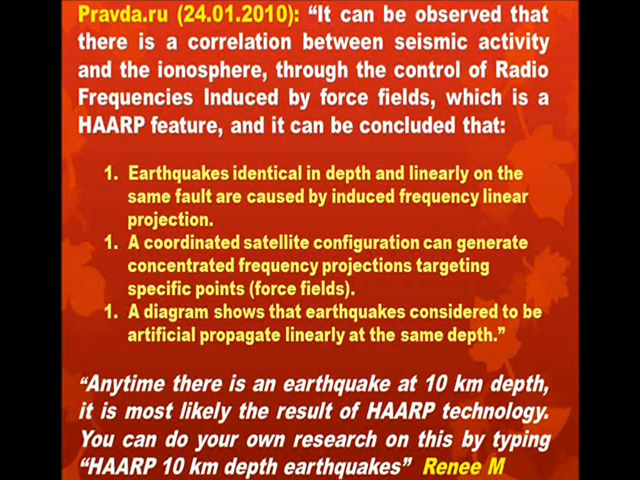 Pravda.ru (24.01.2010): “It can be observed that
there is a correlation between seismic activity
and the ionosphere, through the control of Radio
Frequencies Induced by force fields, which is a
HAARP feature, and it can be concluded that:
1. Earthquakes identical in depth and linearly on the
same fault are caused by induced frequency linear
projection.
1. A coordinated satellite configuration can generate
concentrated frequency projections targeting
specific points (force fields).
1. A diagram shows that earthquakes considered to be
artificial propagate linearly at the same depth.”
“Anytime there is an earthquake at 10 km depth,
it is most likely the result of HAARP technology.
You can do your own research on this by typing
“HAARP 10 km depth earthquakes” Renee M